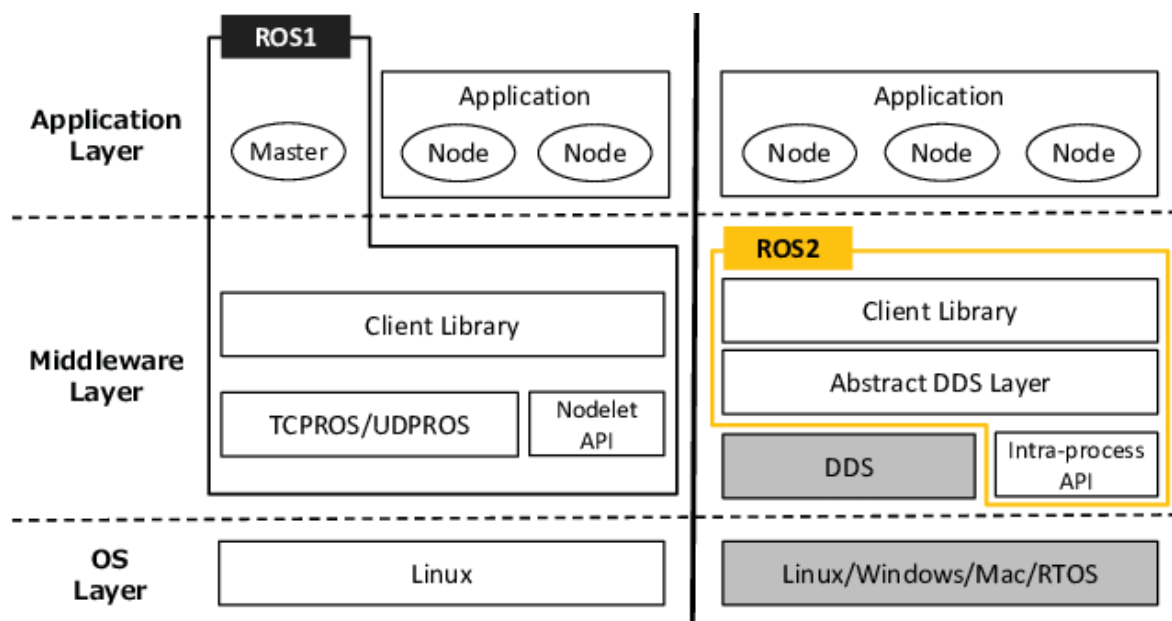 ROS1
Application
Layer
Master
Application
Node Node
Application
Node Node Node
Middleware
Layer
Client Library
TCPROS/UDPROS
Nodelet
API
ROS2
Client Library
Abstract DDS Layer
DDS
Intra-process
API
OS
Layer
Linux
Linux/Windows/Mac/RTOS